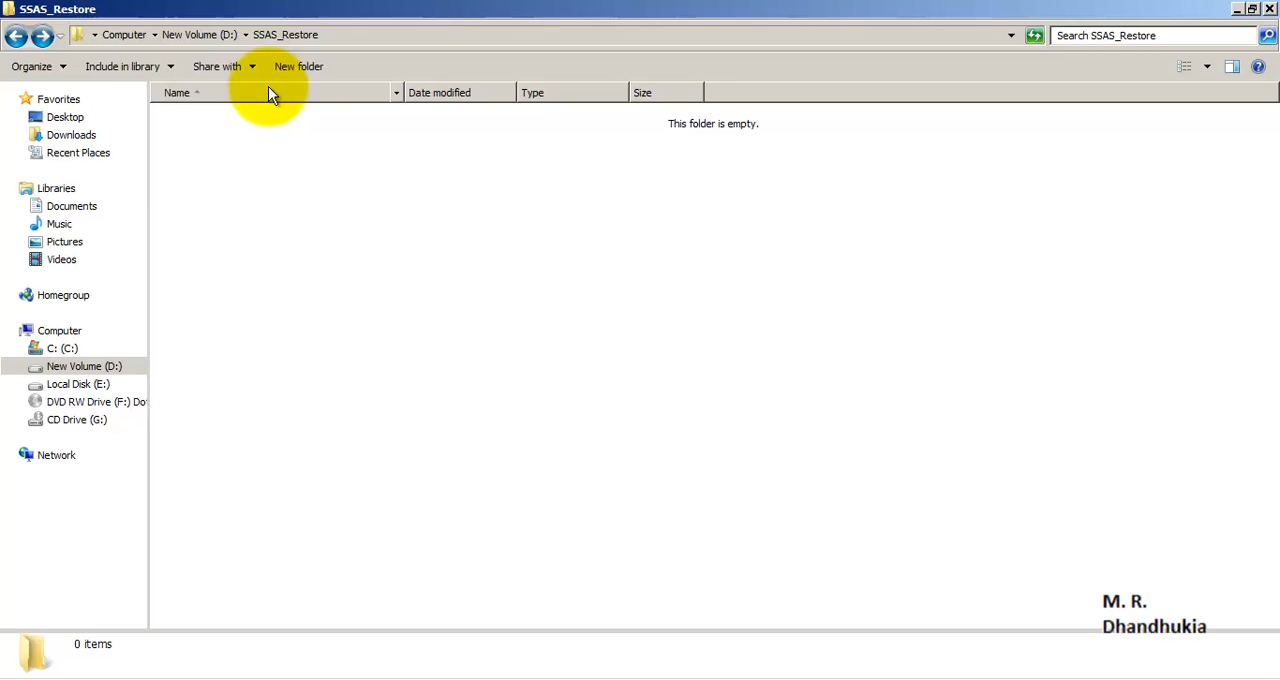 SSAS_Restore
Computer New Volume (D:) SSAS_Restore
Search SSAS_Restore
Organize Include in library Share with New folder
Name Date modified Type Size
This folder is empty.
Favorites
Desktop
Downloads
Recent Places
Libraries
Documents
Music
Pictures
Videos
Homegroup
Computer
C: (C:)
New Volume (D:)
Local Disk (E:)
DVD RW Drive (F:) Do
CD Drive (G:)
Network
M. R.
Dhandhukia
0 items